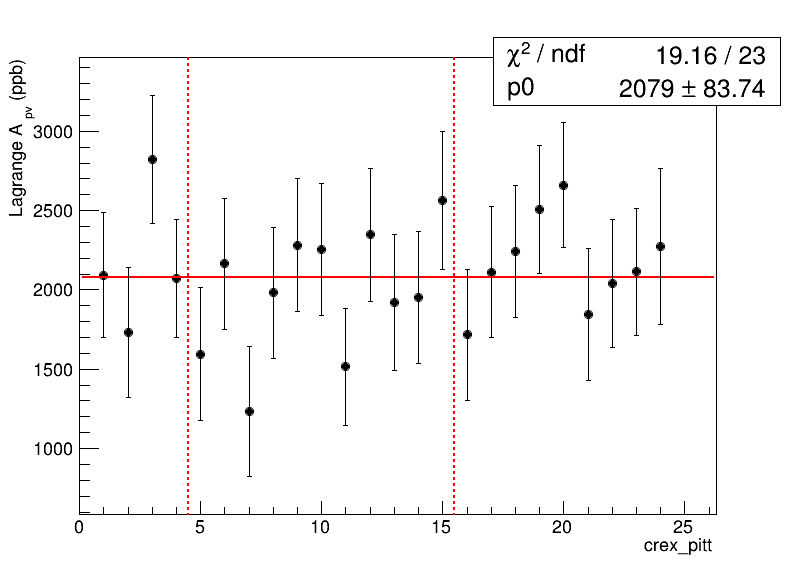 χ² / ndf 19.16 / 23
p0 2079 ± 83.74
Lagrange A pv (ppb)
3000
2500
2000
1500
1000
0 5 10 15 20 25
crex_pitt